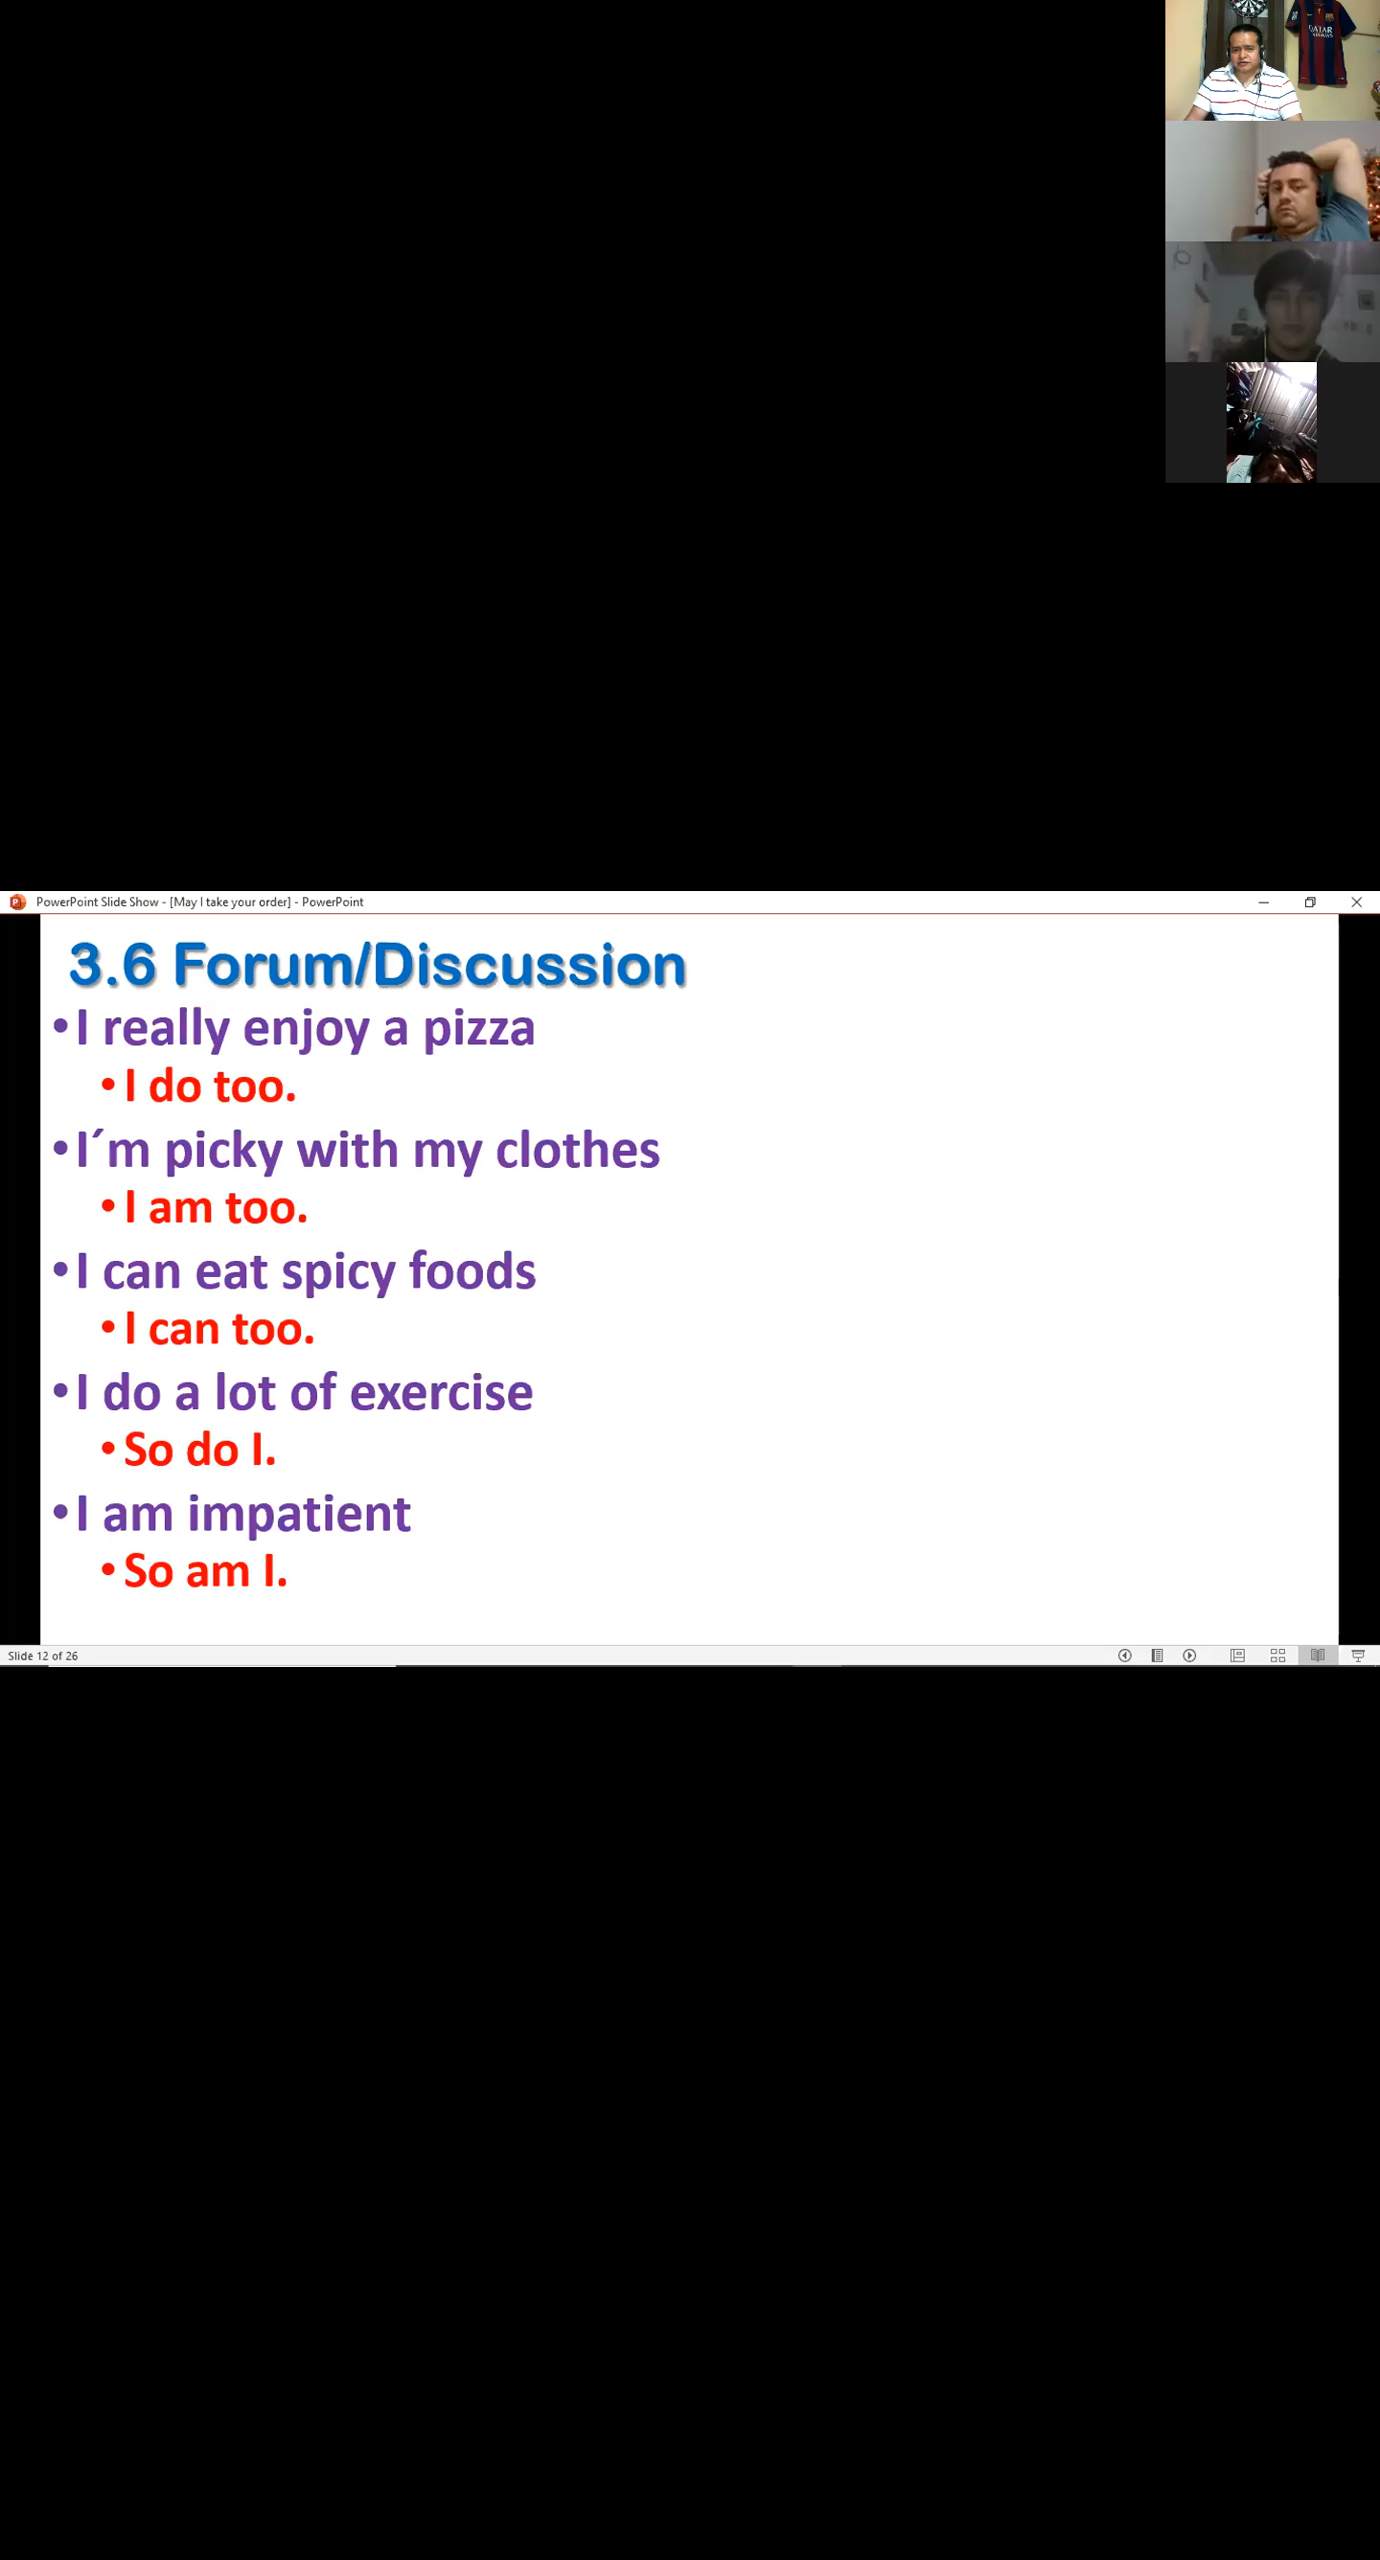 QATAR
PowerPoint Slide Show - [May I take your order] - PowerPoint
3.6 Forum/Discussion
•I really enjoy a pizza
•I do too.
•I´m picky with my clothes
•I am too.
•I can eat spicy foods
•I can too.
•I do a lot of exercise
•So do I.
•I am impatient
•So am I.
Slide 12 of 26